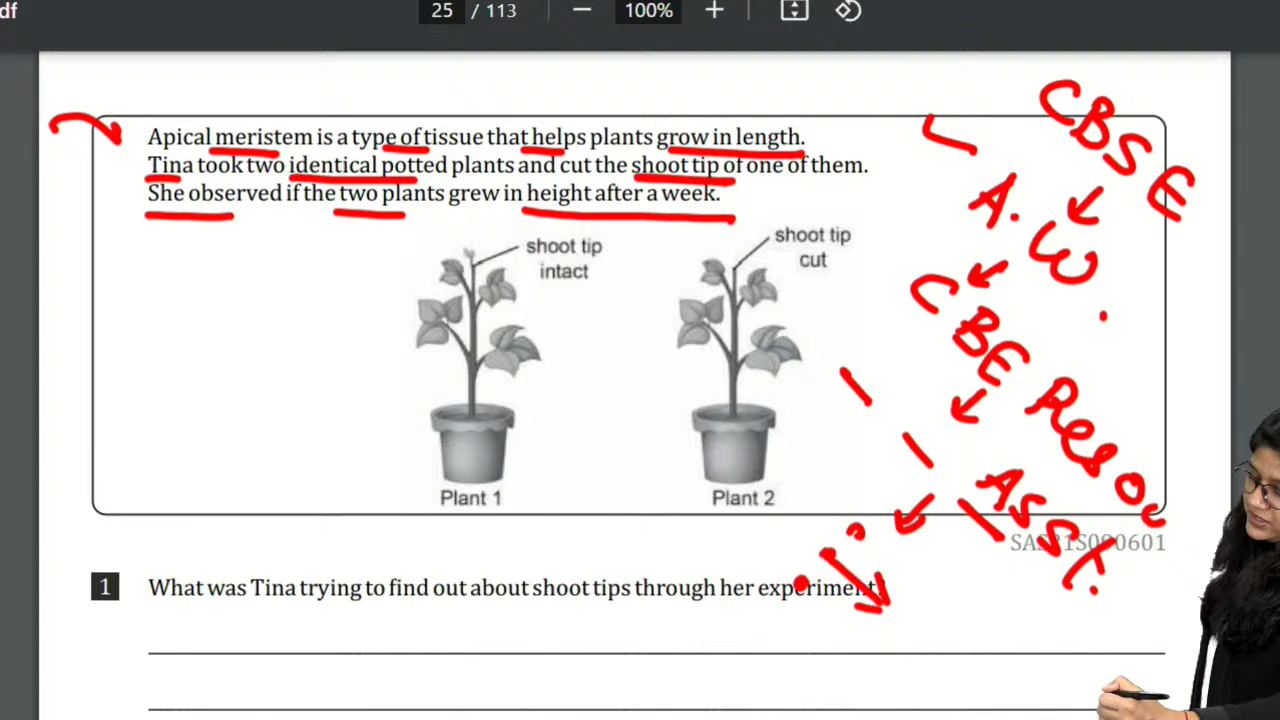 df
25 / 113
100%
Apical meristem is a type of tissue that helps plants grow in length.
Tina took two identical potted plants and cut the shoot tip of one of them.
She observed if the two plants grew in height after a week.
shoot tip
intact
shoot tip
cut
Plant 1
Plant 2
CBSE
A.W.
CBE Resoc
Asst.
1 What was Tina trying to find out about shoot tips through her experiment?